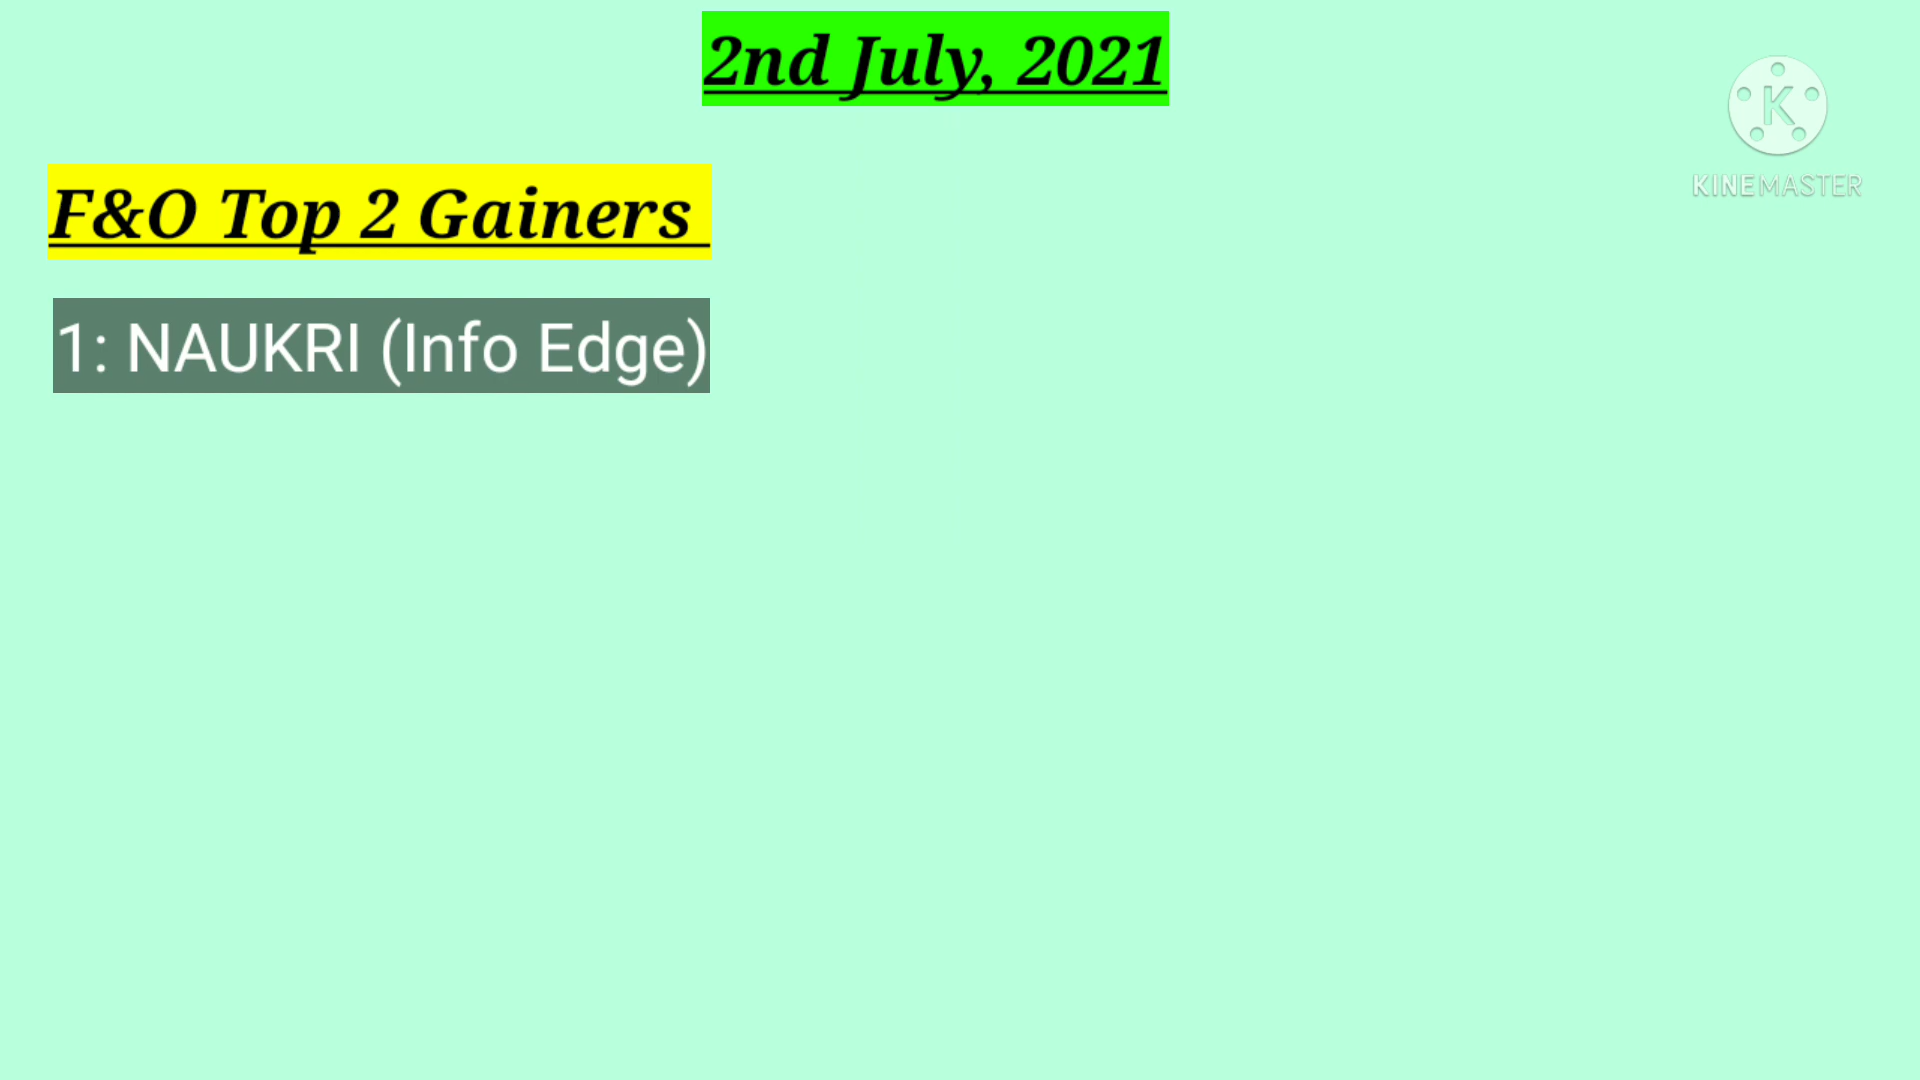 2nd July, 2021
KINEMASTER
F&O Top 2 Gainers
1: NAUKRI (Info Edge)